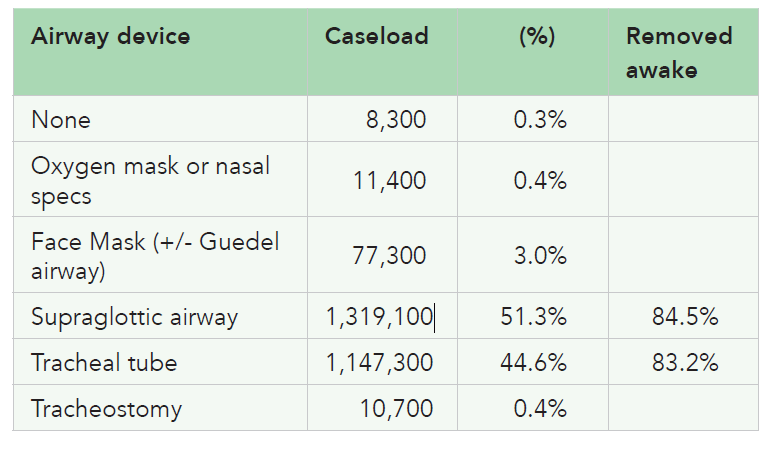 Airway device Caseload (%) Removed
awake
None 8,300 0.3%
Oxygen mask or nasal
specs 11,400 0.4%
Face Mask (+/- Guedel
airway) 77,300 3.0%
Supraglottic airway 1,319,100 51.3% 84.5%
Tracheal tube 1,147,300 44.6% 83.2%
Tracheostomy 10,700 0.4%